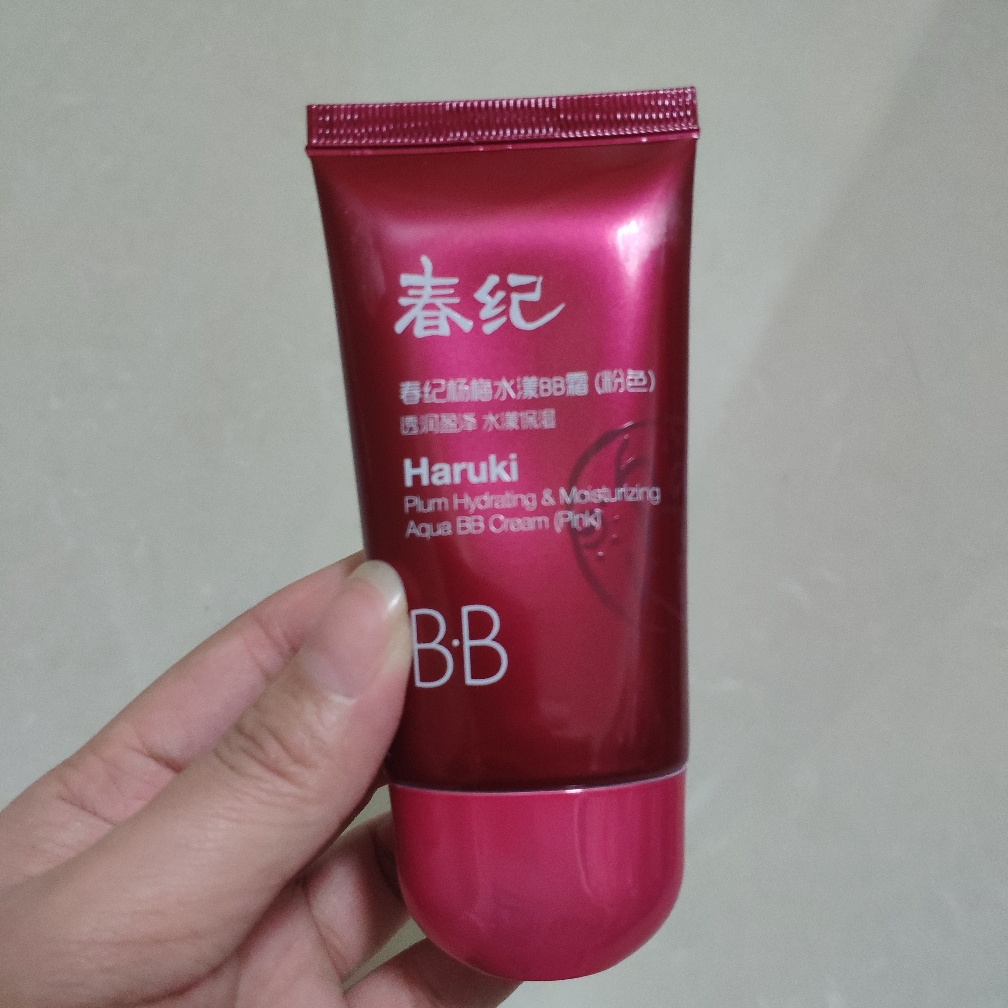 春纪
春纪杨梅水漾BB霜(粉色)
透润盈泽 水漾保湿
Haruki
Plum Hydrating & Moisturizing
Aqua BB Cream (Pink)
B·B